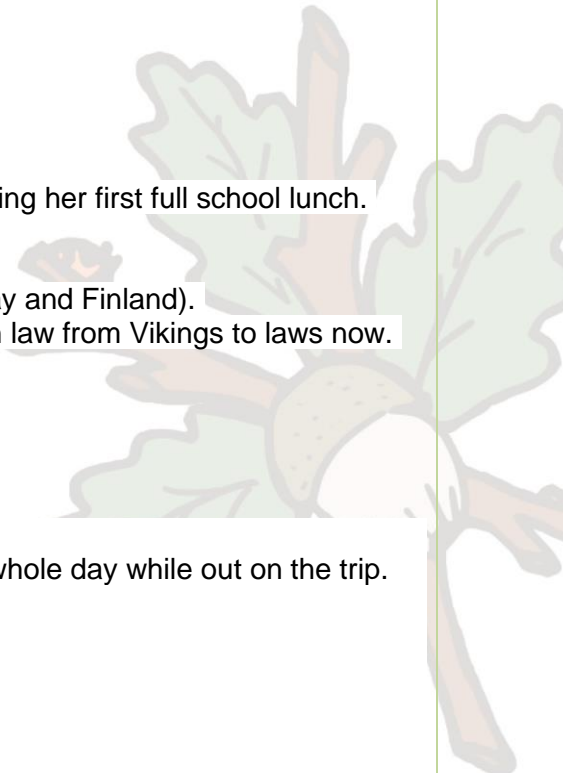 ing her first full school lunch.
y and Finland).
law from Vikings to laws now.
whole day while out on the trip.